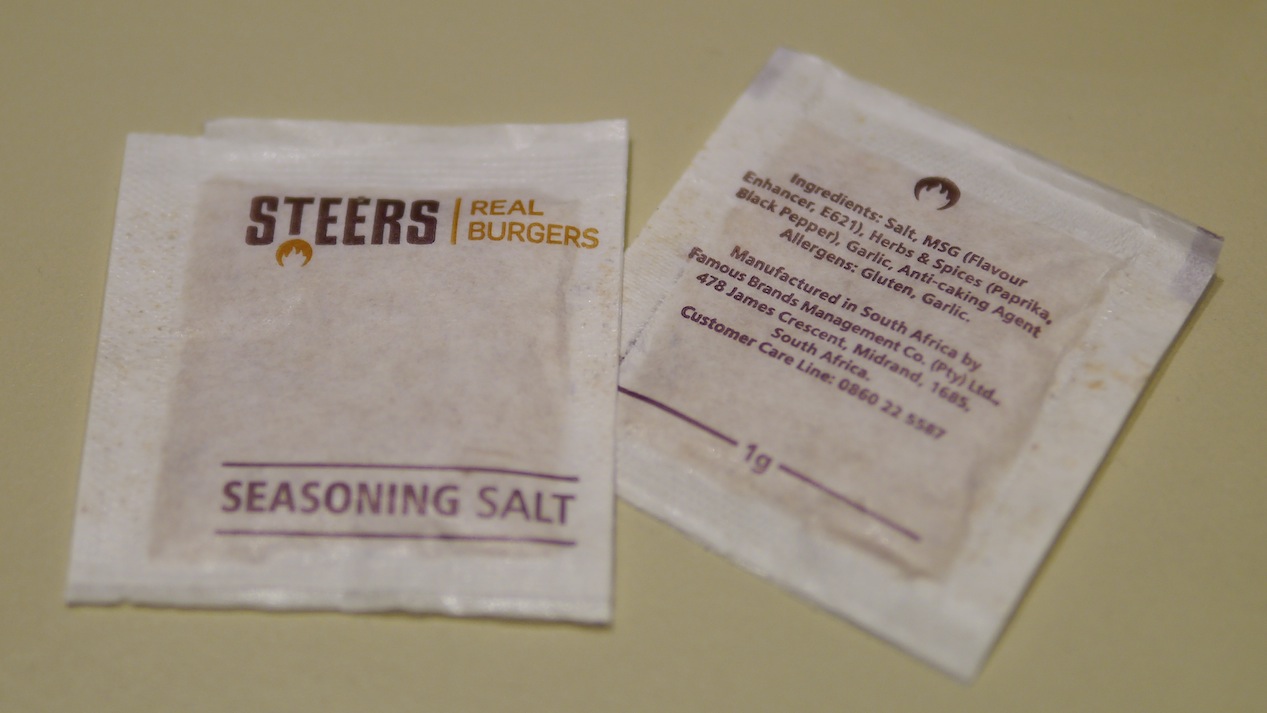 STEERS
REAL
BURGERS
SEASONING SALT
Ingredients: Salt, MSG (Flavour
Enhancer, E621), Herbs & Spices (Paprika,
Black Pepper), Garlic, Anti-caking Agent
Allergens: Gluten, Garlic.
Manufactured in South Africa by
Famous Brands Management Co. (Pty) Ltd.,
478 James Crescent, Midrand, 1685,
South Africa.
Customer Care Line: 0860 22 5587
1g